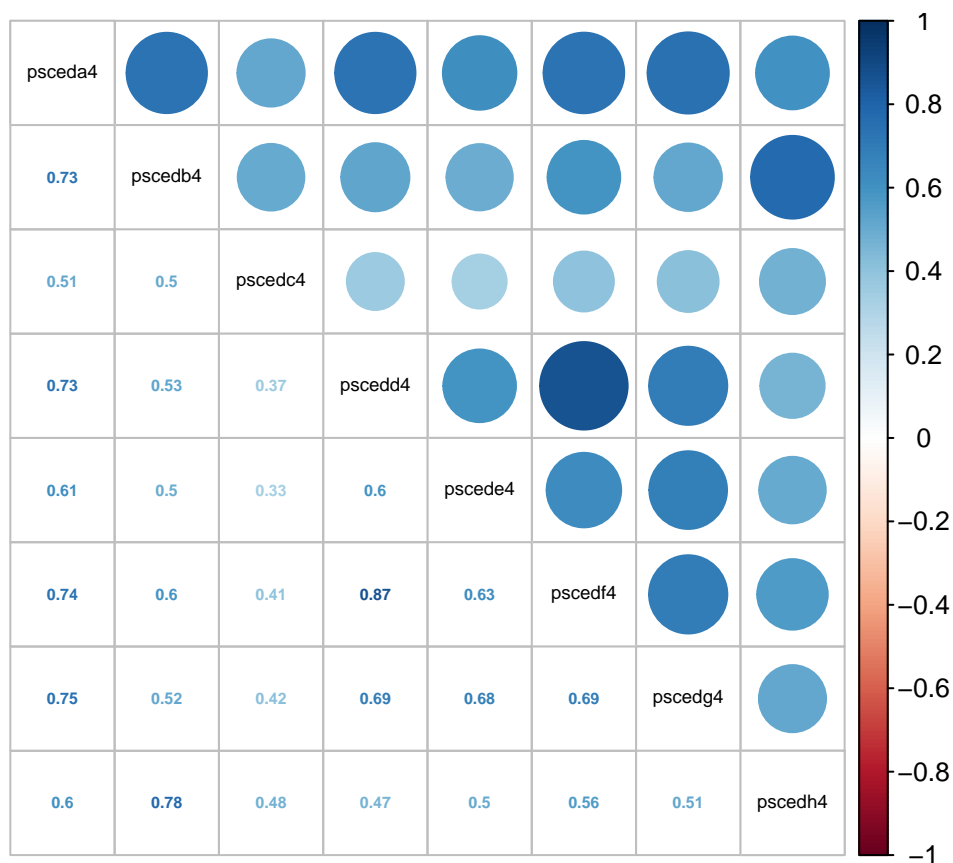 psceda4
0.73 pscedb4
0.51 0.5 pscedc4
0.73 0.53 0.37 pscedd4
0.61 0.5 0.33 0.6 pscede4
0.74 0.6 0.41 0.87 0.63 pscedf4
0.75 0.52 0.42 0.69 0.68 0.69 pscedg4
0.6 0.78 0.48 0.47 0.5 0.56 0.51 pscedh4
1
0.8
0.6
0.4
0.2
0
−0.2
−0.4
−0.6
−0.8
−1